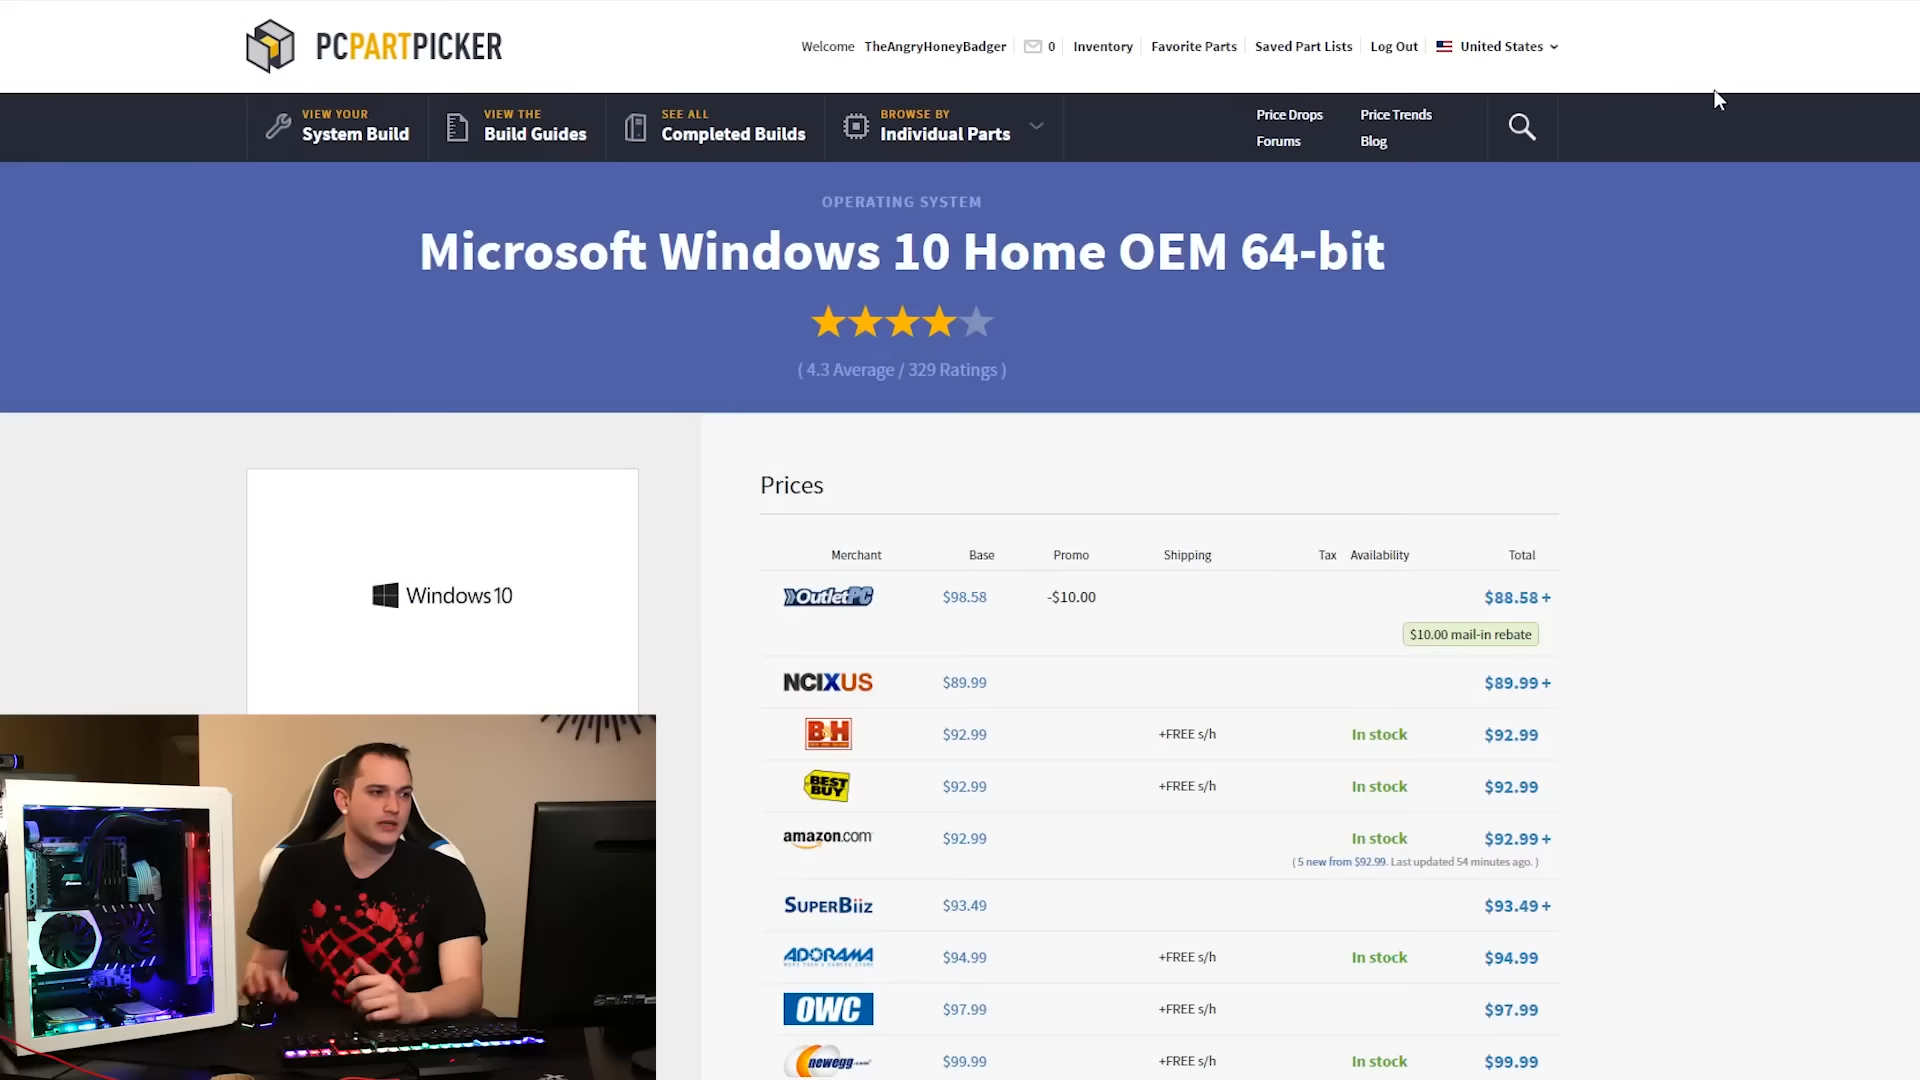 PCPARTPICKER
Welcome TheAngryHoneyBadger 0 Inventory Favorite Parts Saved Part Lists Log Out United States
VIEW YOUR
System Build
VIEW THE
Build Guides
SEE ALL
Completed Builds
BROWSE BY
Individual Parts
Price Drops Price Trends
Forums Blog
OPERATING SYSTEM
Microsoft Windows 10 Home OEM 64-bit
( 4.3 Average / 329 Ratings )
Windows 10
Prices
Merchant Base Promo Shipping Tax Availability Total
OutletPC $98.58 -$10.00 $88.58 +
$10.00 mail-in rebate
NCIXUS $89.99 $89.99 +
B&H $92.99 +FREE s/h In stock $92.99
BEST BUY $92.99 +FREE s/h In stock $92.99
amazon.com $92.99 In stock $92.99 +
( 5 new from $92.99. Last updated 54 minutes ago. )
SUPERBIIZ $93.49 $93.49 +
ADORAMA $94.99 +FREE s/h In stock $94.99
OWC $97.99 +FREE s/h $97.99
newegg.com $99.99 +FREE s/h In stock $99.99